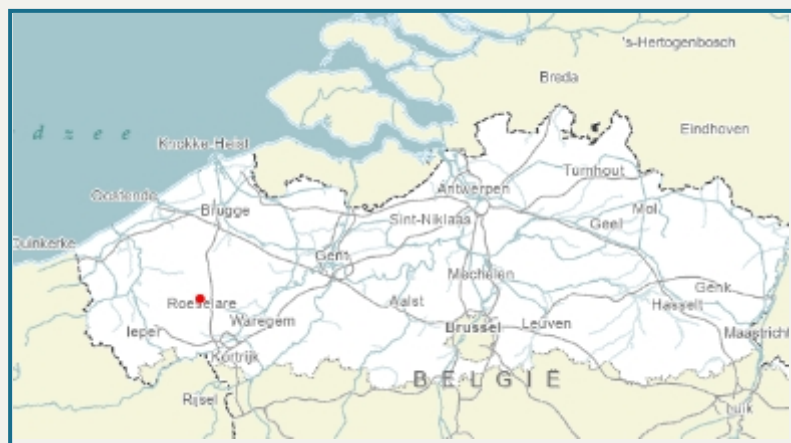 's-Hertogenbosch
Breda
d z e e
Eindhoven
Knokke-Heist
Turnhout
Oostende
Antwerpen
Brugge
Mol
Sint-Niklaas
Geel
Duinkerke
Gent
Mechelen
Genk
Roeselare
Aalst
Hasselt
Ieper
Waregem
Brussel
Leuven
Maastricht
Kortrijk
BELGIË
Rijsel
Luik